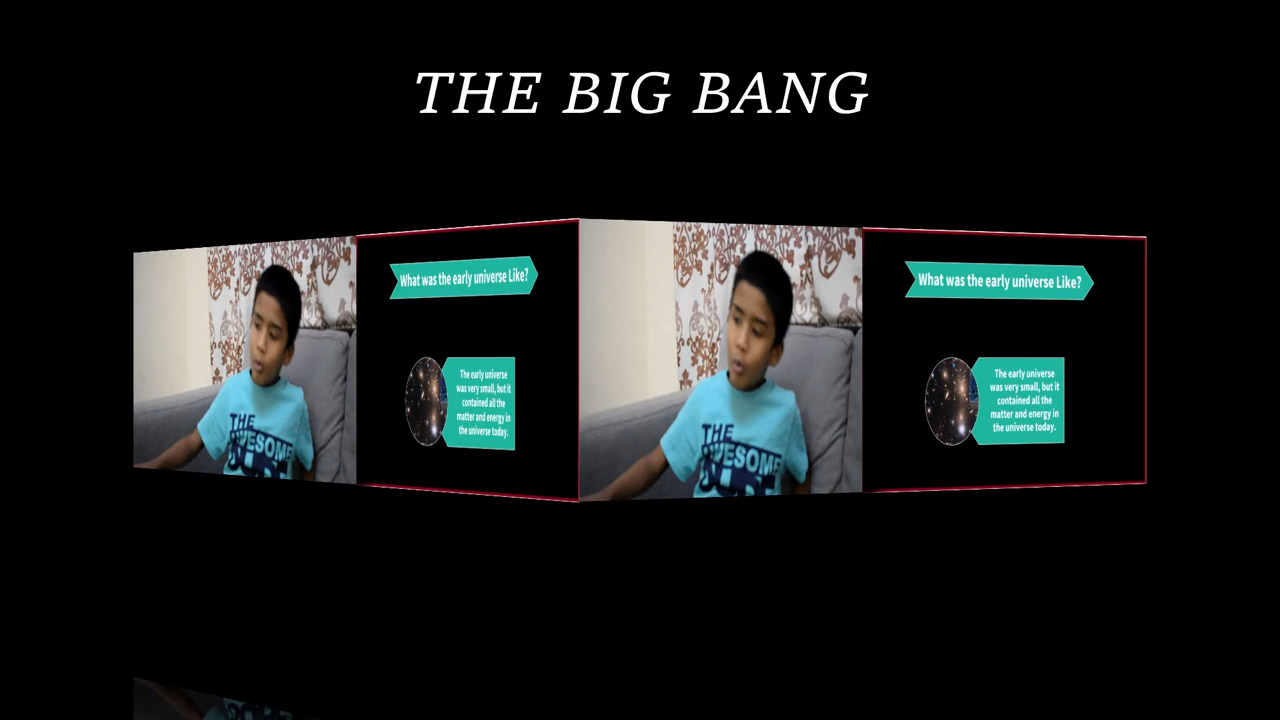 THE BIG BANG
THE
AWESOME
What was the early universe Like?
The early universe
was very small, but it
contained all the
matter and energy in
the universe today.
THE
AWESOME
What was the early universe Like?
The early universe
was very small, but it
contained all the
matter and energy in
the universe today.